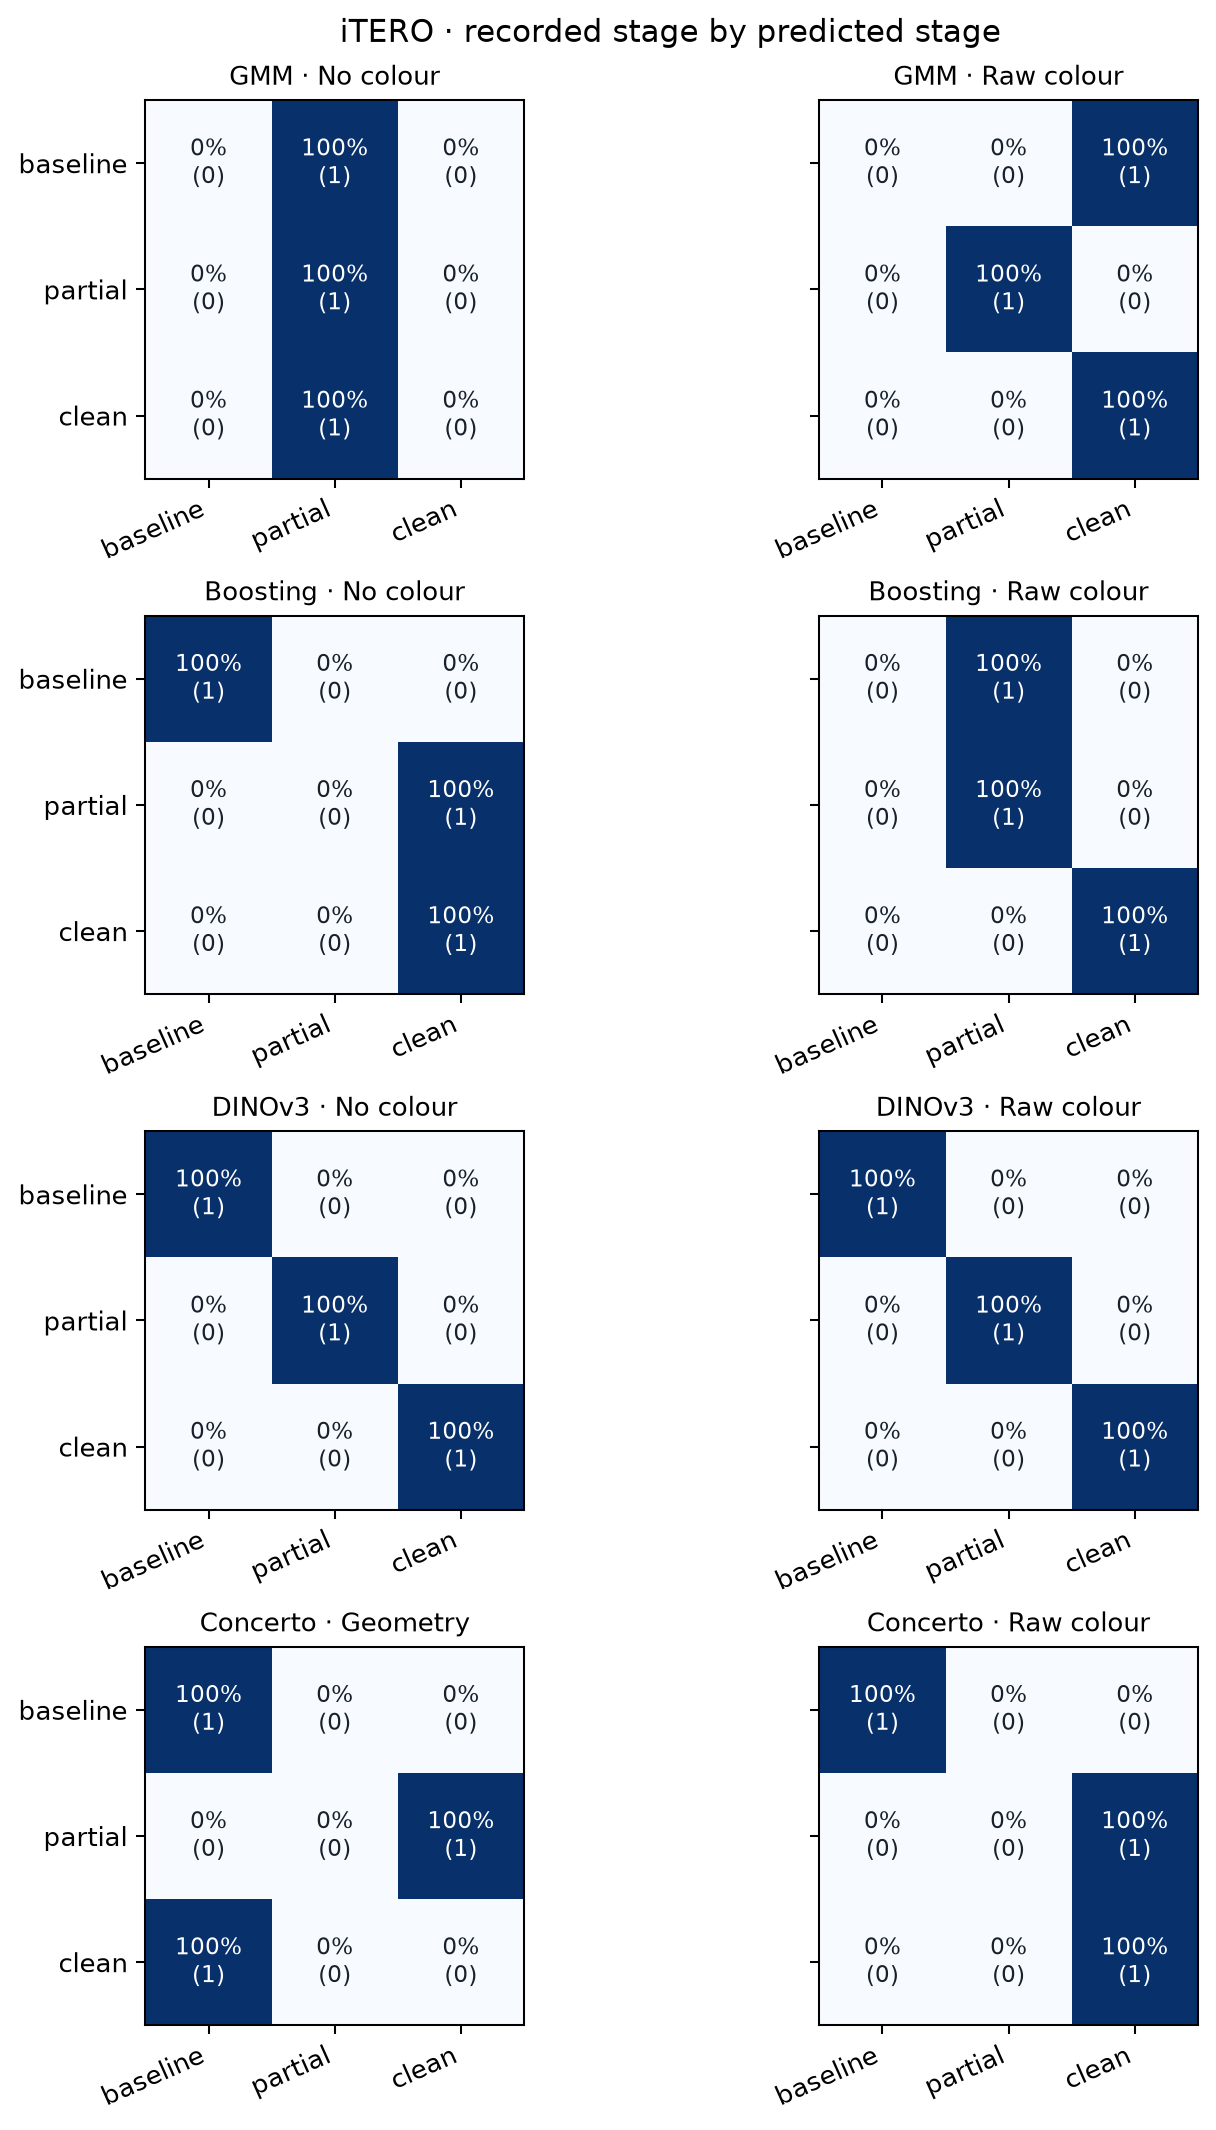 iTERO · recorded stage by predicted stage
GMM · No colour
GMM · Raw colour
baseline 0% 100% 0% 0% 0% 100%
(0) (1) (0) (0) (0) (1)
partial 0% 100% 0% 0% 100% 0%
(0) (1) (0) (0) (1) (0)
clean 0% 100% 0% 0% 0% 100%
(0) (1) (0) (0) (0) (1)
baseline partial clean baseline partial clean
Boosting · No colour
Boosting · Raw colour
baseline 100% 0% 0% 0% 100% 0%
(1) (0) (0) (0) (1) (0)
partial 0% 0% 100% 0% 100% 0%
(0) (0) (1) (0) (1) (0)
clean 0% 0% 100% 0% 0% 100%
(0) (0) (1) (0) (0) (1)
baseline partial clean baseline partial clean
DINOv3 · No colour
DINOv3 · Raw colour
baseline 100% 0% 0% 100% 0% 0%
(1) (0) (0) (1) (0) (0)
partial 0% 100% 0% 0% 100% 0%
(0) (1) (0) (0) (1) (0)
clean 0% 0% 100% 0% 0% 100%
(0) (0) (1) (0) (0) (1)
baseline partial clean baseline partial clean
Concerto · Geometry
Concerto · Raw colour
baseline 100% 0% 0% 100% 0% 0%
(1) (0) (0) (1) (0) (0)
partial 0% 0% 100% 0% 0% 100%
(0) (0) (1) (0) (0) (1)
clean 100% 0% 0% 0% 0% 100%
(1) (0) (0) (0) (0) (1)
baseline partial clean baseline partial clean